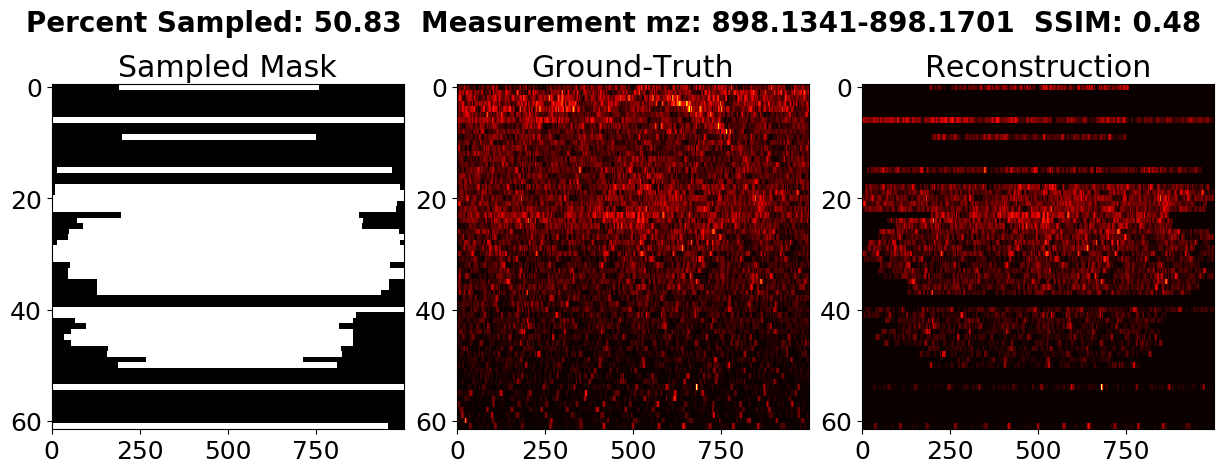 Percent Sampled: 50.83  Measurement mz: 898.1341-898.1701  SSIM: 0.48
Sampled Mask Ground-Truth Reconstruction
0 0 0
20 20 20
40 40 40
60 60 60
0 250 500 750 0 250 500 750 0 250 500 750